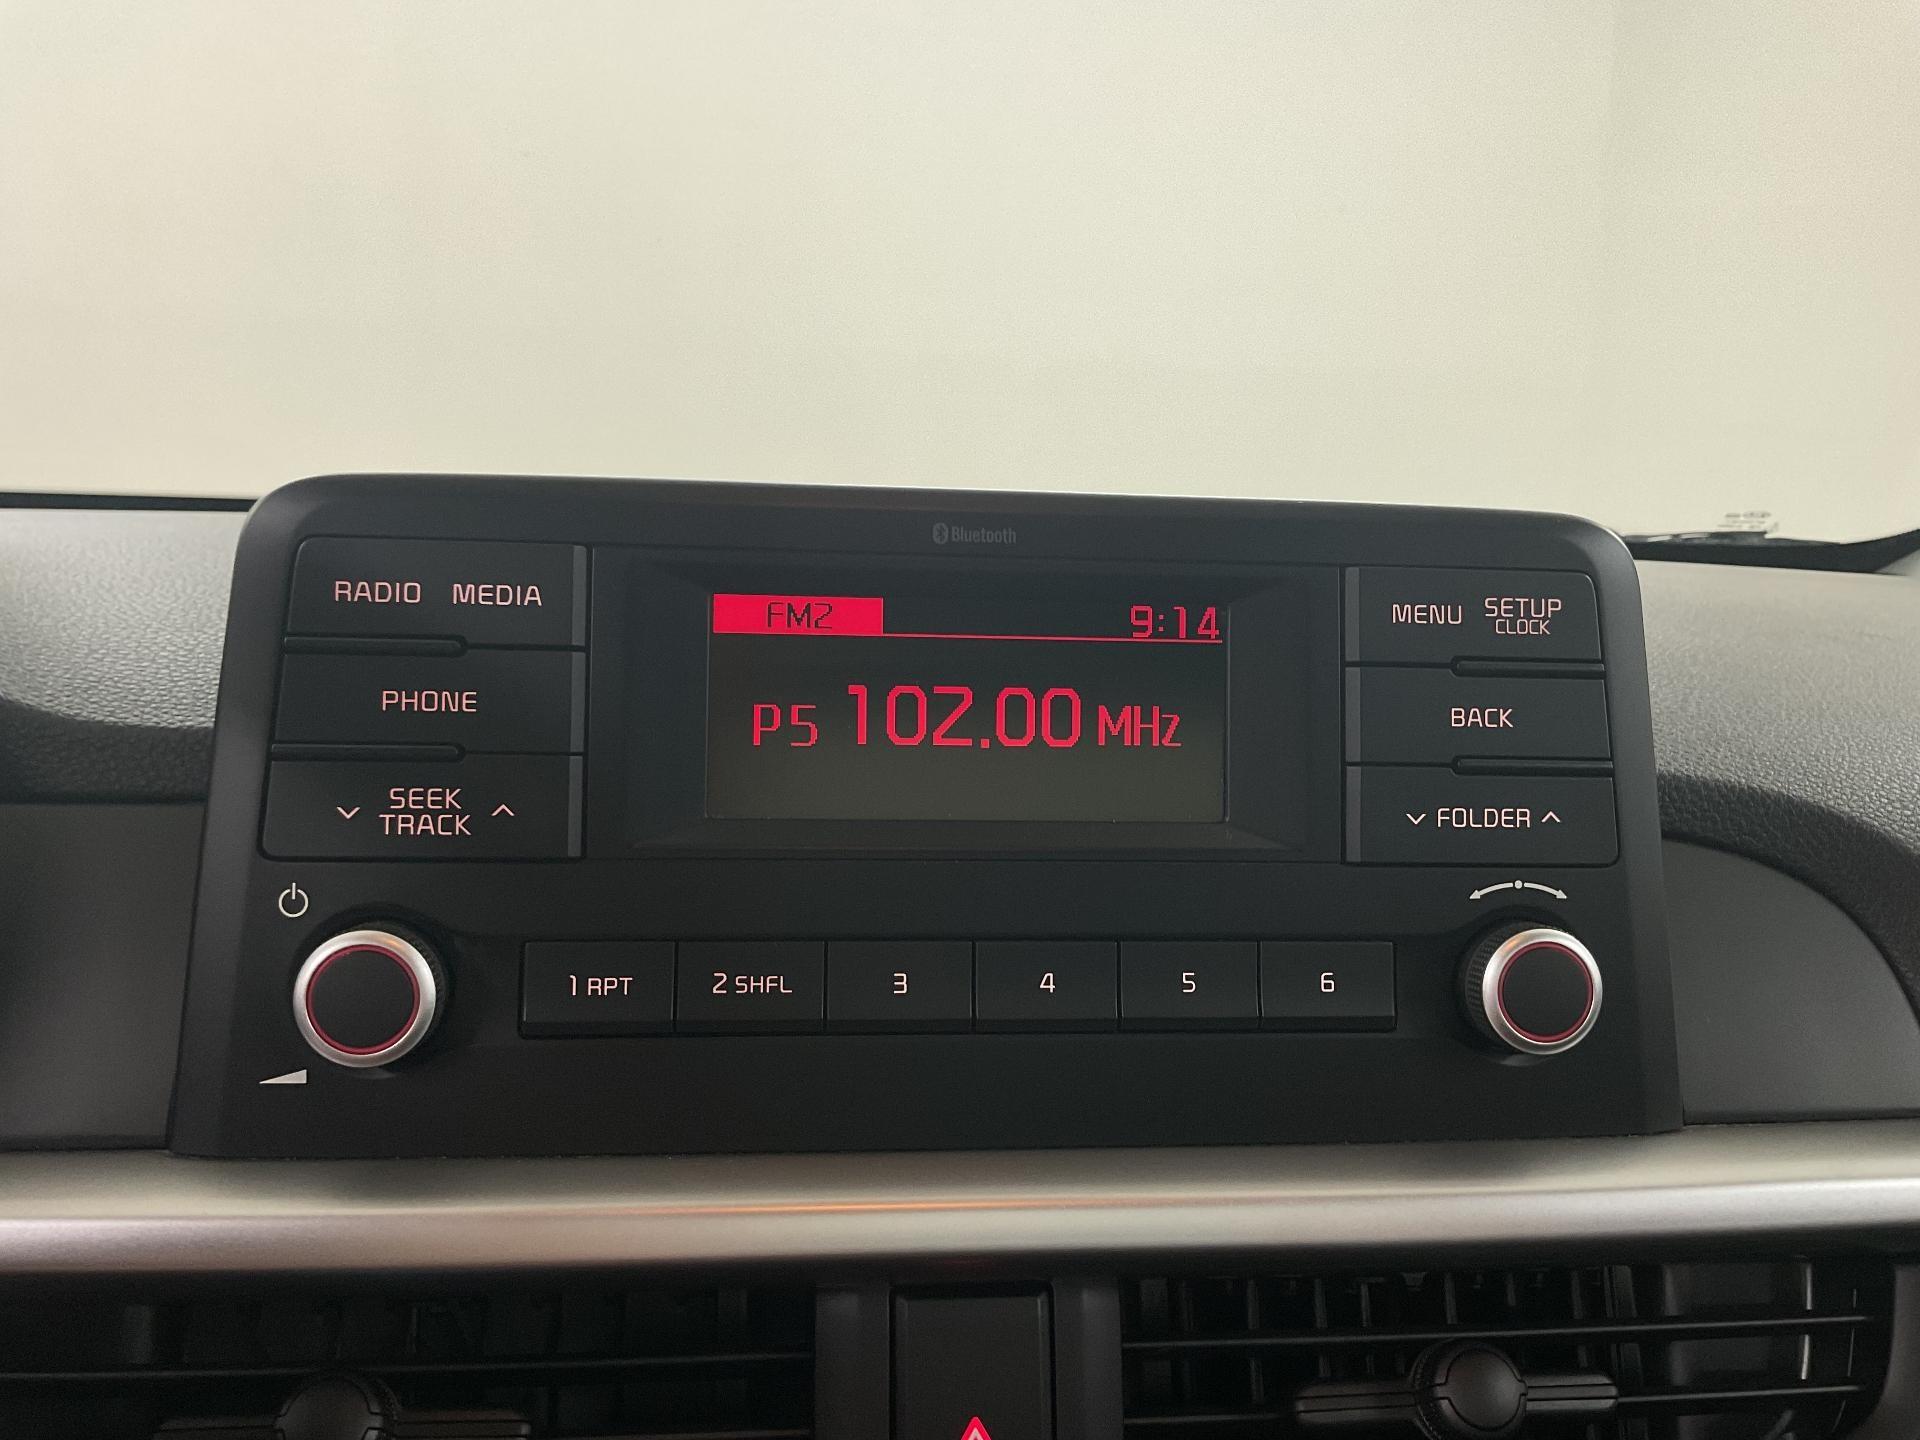 Bluetooth
RADIO MEDIA
PHONE
SEEK
TRACK
FM2 9:14
P5 102.00 MHz
MENU SETUP
CLOCK
BACK
FOLDER
1 RPT 2 SHFL 3 4 5 6